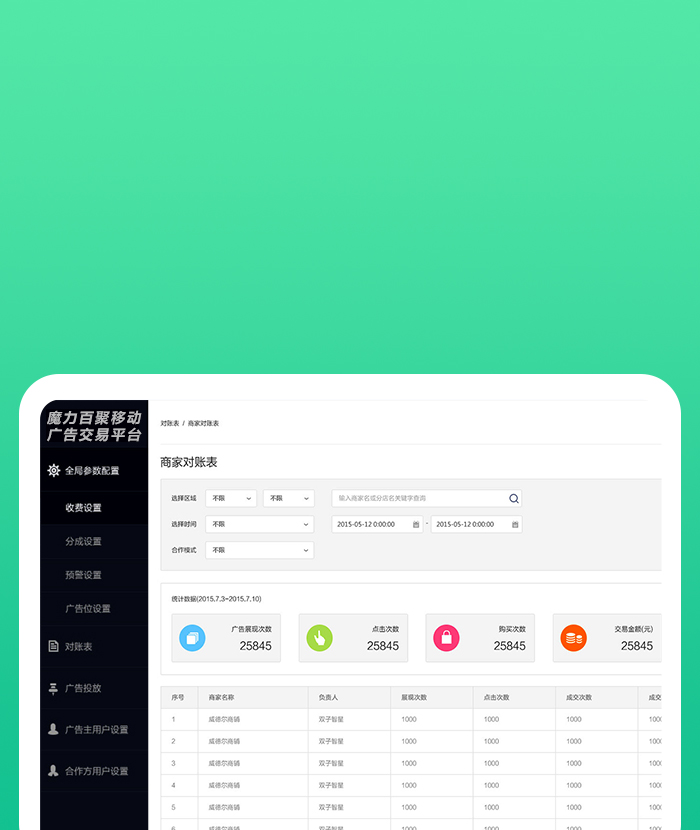 魔力百聚移动
广告交易平台
全局参数配置
收费设置
分成设置
预警设置
广告位设置
对账表
广告投放
广告主用户设置
合作方用户设置
对账表 / 商家对账表
商家对账表
选择区域 不限 不限 输入商家名或分店名关键字查询
选择时间 不限 2015-05-12 0:00:00 - 2015-05-12 0:00:00
合作模式 不限
统计数据(2015.7.3~2015.7.10)
广告展现次数 点击次数 购买次数 交易金额(元)
25845 25845 25845 25845
序号 商家名称 负责人 展现次数 点击次数 成交次数 成交
1 威德尔商铺 双子智星 1000 1000 1000 1000
2 威德尔商铺 双子智星 1000 1000 1000 1000
3 威德尔商铺 双子智星 1000 1000 1000 1000
4 威德尔商铺 双子智星 1000 1000 1000 1000
5 威德尔商铺 双子智星 1000 1000 1000 1000
6 威德尔商铺 双子智星 1000 1000 1000 1000